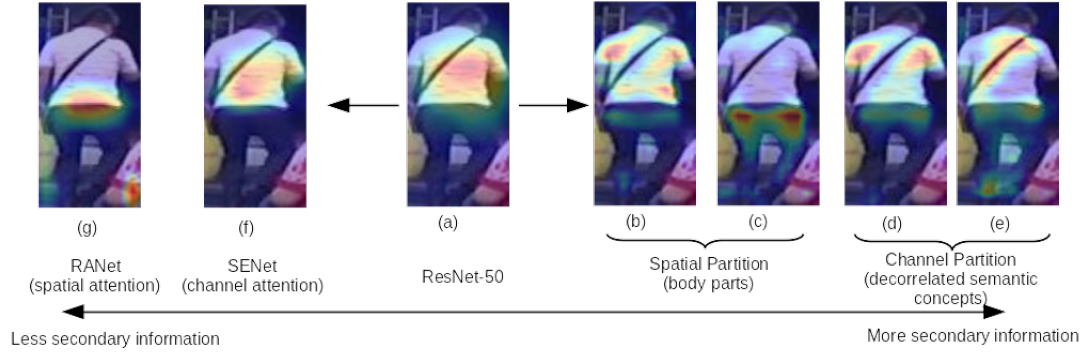 (g)
(f)
(a)
(b)
(c)
(d)
(e)
RANet
(spatial attention)
SENet
(channel attention)
ResNet-50
Spatial Partition
(body parts)
Channel Partition
(decorrelated semantic
concepts)
Less secondary information
More secondary information